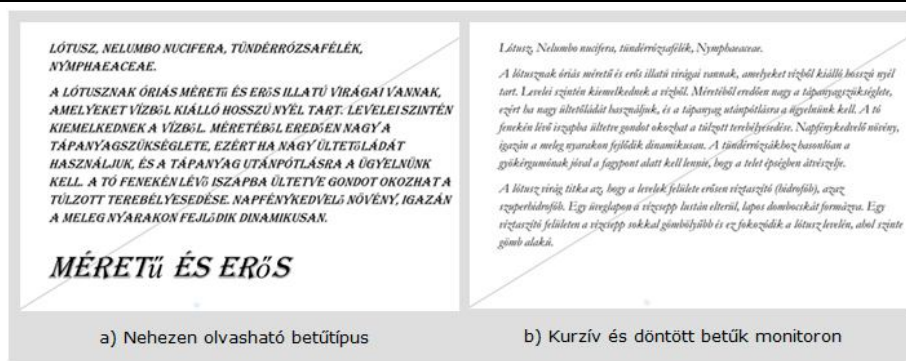 LÓTUSZ, NELUMBO NUCIFERA, TÜNDÉRRÓZSAFÉLÉK,
NYMPHAEACEAE.
A LÓTUSZNAK ÓRIÁS MÉRETű ÉS ERőS ILLATÚ VIRÁGAI VANNAK,
AMELYEKET VÍZBőL KIÁLLÓ HOSSZÚ NYÉL TART. LEVELEI SZINTÉN
KIEMELKEDNEK A VÍZBőL. MÉRETÉBőL EREDőEN NAGY A
TÁPANYAGSZÜKSÉGLETE, EZÉRT HA NAGY ÜLTETőLÁDÁT
HASZNÁLJUK, ÉS A TÁPANYAG UTÁNPÓTLÁSRA A ÜGYELNÜNK
KELL. A TÓ FENEKÉN LÉVő ISZAPBA ÜLTETVE GONDOT OKOZHAT A
TÚLZOTT TEREBÉLYESEDÉSE. NAPFÉNYKEDVELő NÖVÉNY, IGAZÁN
A MELEG NYARAKON FEJLőDIK DINAMIKUSAN.
MÉRETű ÉS ERőS
a) Nehezen olvasható betűtípus
Lótusz, Nelumbo nucifera, tündérrózsafélék, Nymphaeaceae.
A lótusznak óriás méretű és erős illatú virágai vannak, amelyeket vízből kiálló hosszú nyél
tart. Levelei szintén kiemelkednek a vízből. Méretéből eredően nagy a tápanyagszükséglete,
ezért ha nagy ültetőládát használjuk, és a tápanyag utánpótlásra a ügyelnünk kell. A tó
fenekén lévő iszapba ültetve gondot okozhat a túlzott terebélyesedése. Napfénykedvelő növény,
igazán a meleg nyarakon fejlődik dinamikusan. A tündérrózsákhoz hasonlóan a
gyökérgumónak jóval a fagypont alatt kell lennie, hogy a telet épségben átvészelje.
A lótusz virág titka az, hogy a levelek felülete erősen víztaszító (hidrofób), azaz
szuperhidrofób. Egy üveglapon a vízcsepp lustán elterül, lapos dombocskát formázva. Egy
víztaszító felületen a vízcsepp sokkal gömbölyűbb és ez fokozódik a lótusz levelén, ahol szinte
gömb alakú.
b) Kurzív és döntött betűk monitoron